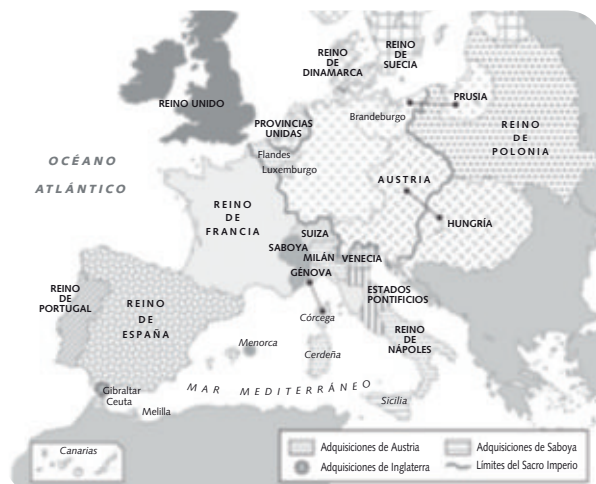 REINO
DE
DINAMARCA
REINO
DE
SUECIA
REINO UNIDO
PRUSIA
Brandeburgo
PROVINCIAS
UNIDAS
REINO
DE
POLONIA
Flandes
Luxemburgo
OCÉANO
ATLÁNTICO
AUSTRIA
REINO
DE
FRANCIA
HUNGRÍA
SUIZA
SABOYA
MILÁN
VENECIA
GÉNOVA
REINO
DE
PORTUGAL
REINO
DE
ESPAÑA
ESTADOS
PONTIFICIOS
Córcega
REINO
DE
NÁPOLES
Menorca
Cerdeña
MAR MEDITERRÁNEO
Gibraltar
Ceuta
Melilla
Sicilia
Canarias
Adquisiciones de Austria
Adquisiciones de Saboya
Adquisiciones de Inglaterra
Límites del Sacro Imperio